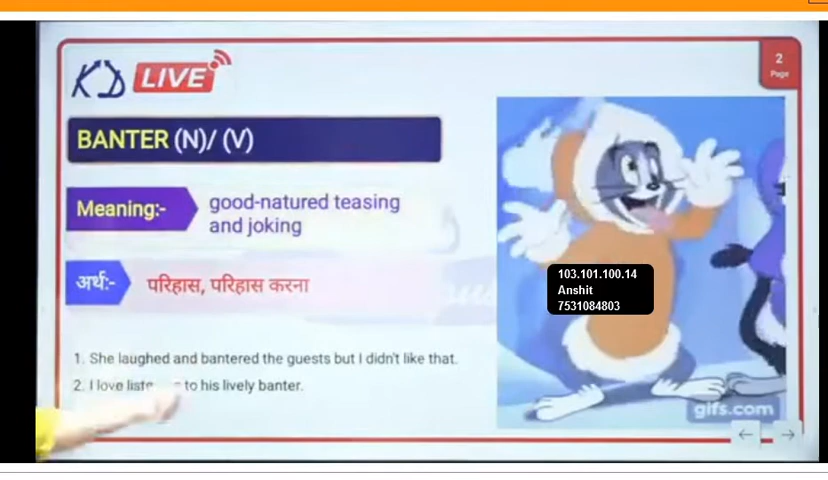 2
Page
KD LIVE
BANTER (N)/ (V)
Meaning:- good-natured teasing
and joking
अर्थ:- परिहास, परिहास करना
103.101.100.14
Anshit
7531084803
1. She laughed and bantered the guests but I didn't like that.
2. I love to his lively banter.
gifs.com